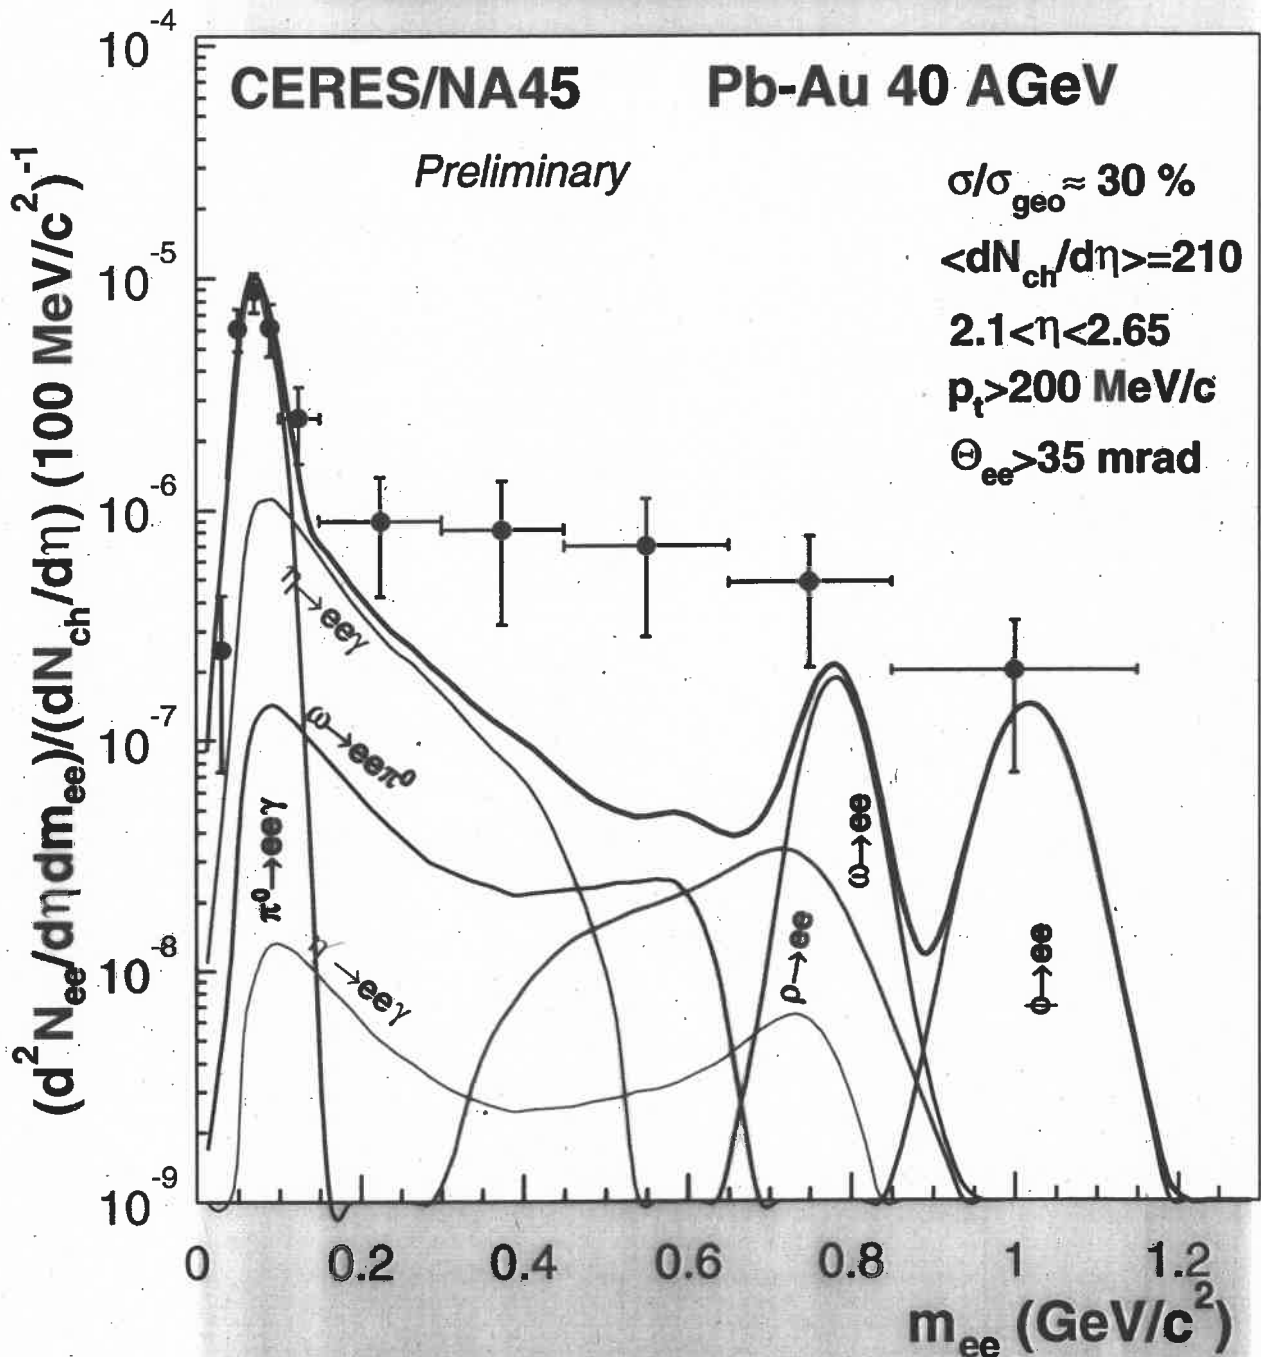 CERES/NA45 Pb-Au 40 AGeV
Preliminary
σ/σgeo≈ 30 %
<dNch/dη>=210
2.1<η<2.65
pt>200 MeV/c
Θee>35 mrad
(d²Nee/dηdmee)/(dNch/dη) (100 MeV/c²)⁻¹
10⁻⁴
10⁻⁵
10⁻⁶
10⁻⁷
10⁻⁸
10⁻⁹
η→eeγ
ω→eeπ⁰
π⁰→eeγ
→eeγ
ρ→ee
ω→ee
ϕ→ee
0 0.2 0.4 0.6 0.8 1 1.2
mee (GeV/c²)